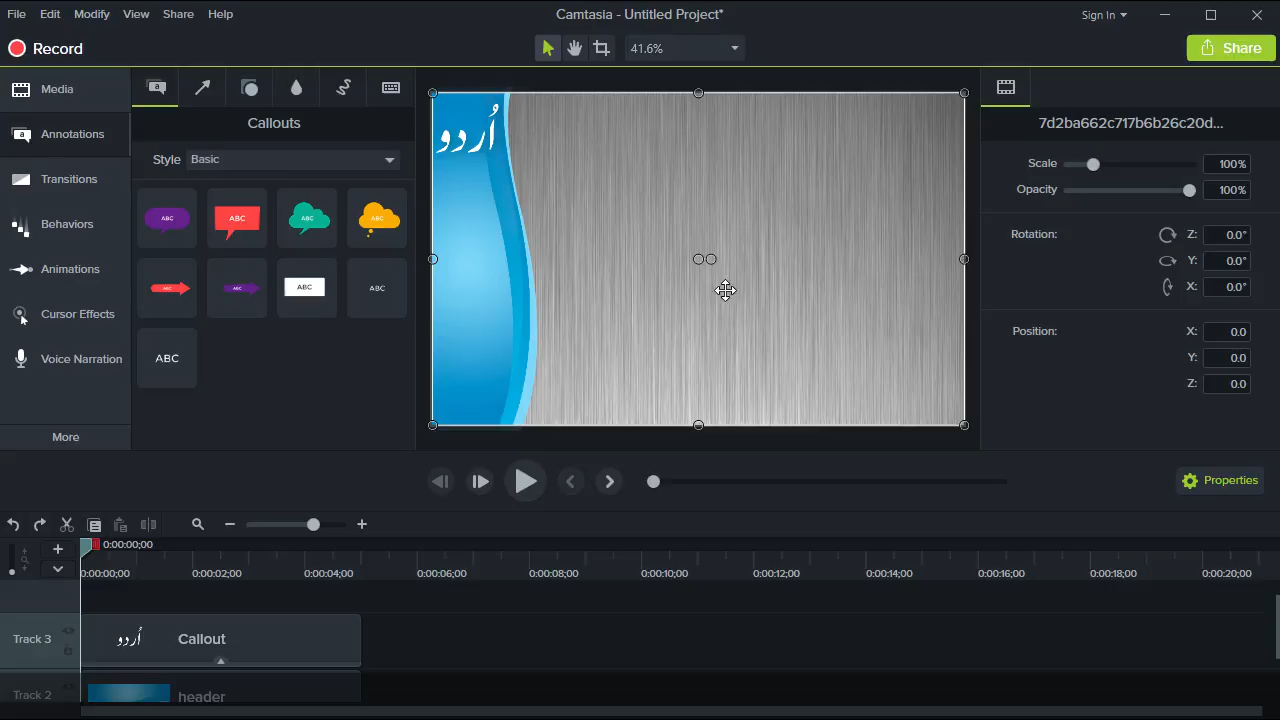 File Edit Modify View Share Help
Camtasia - Untitled Project*
Sign In
Record
41.6%
Share
Media
Annotations
Transitions
Behaviors
Animations
Cursor Effects
Voice Narration
More
Callouts
Style Basic
ABC ABC ABC ABC
ABC ABC
ABC
اُردو
7d2ba662c717b6b26c20d...
Scale 100%
Opacity 100%
Rotation: Z: 0.0°
Y: 0.0°
X: 0.0°
Position: X: 0.0
Y: 0.0
Z: 0.0
Properties
0:00:00;00
0:00:00;00 0:00:02;00 0:00:04;00 0:00:06;00 0:00:08;00 0:00:10;00 0:00:12;00 0:00:14;00 0:00:16;00 0:00:18;00 0:00:20;00
Track 3 اُردو Callout
Track 2 header